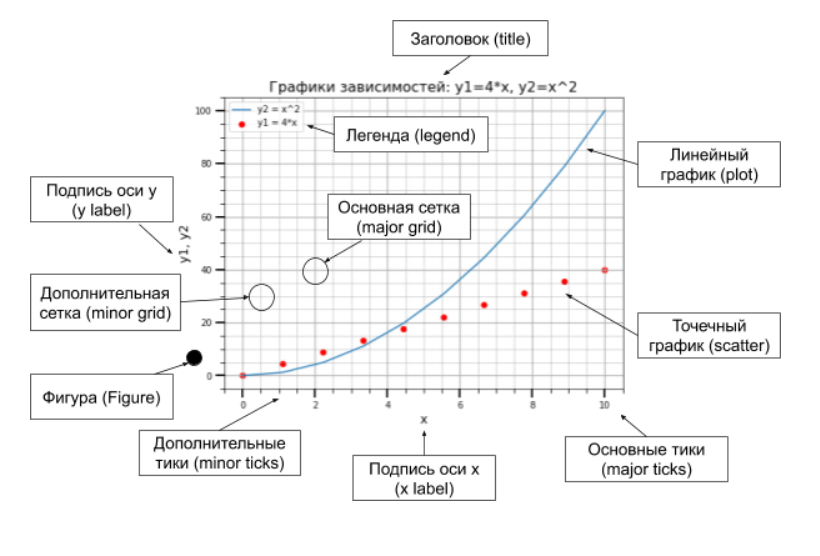 Заголовок (title)
Графики зависимостей: y1=4*x, y2=x^2
y2 = x^2
y1 = 4*x
Легенда (legend)
Линейный
график (plot)
Подпись оси y
(y label)
Основная сетка
(major grid)
y1, y2
Дополнительная
сетка (minor grid)
Точечный
график (scatter)
Фигура (Figure)
100
80
60
40
20
0
0 2 4 6 8 10
x
Дополнительные
тики (minor ticks)
Подпись оси x
(x label)
Основные тики
(major ticks)